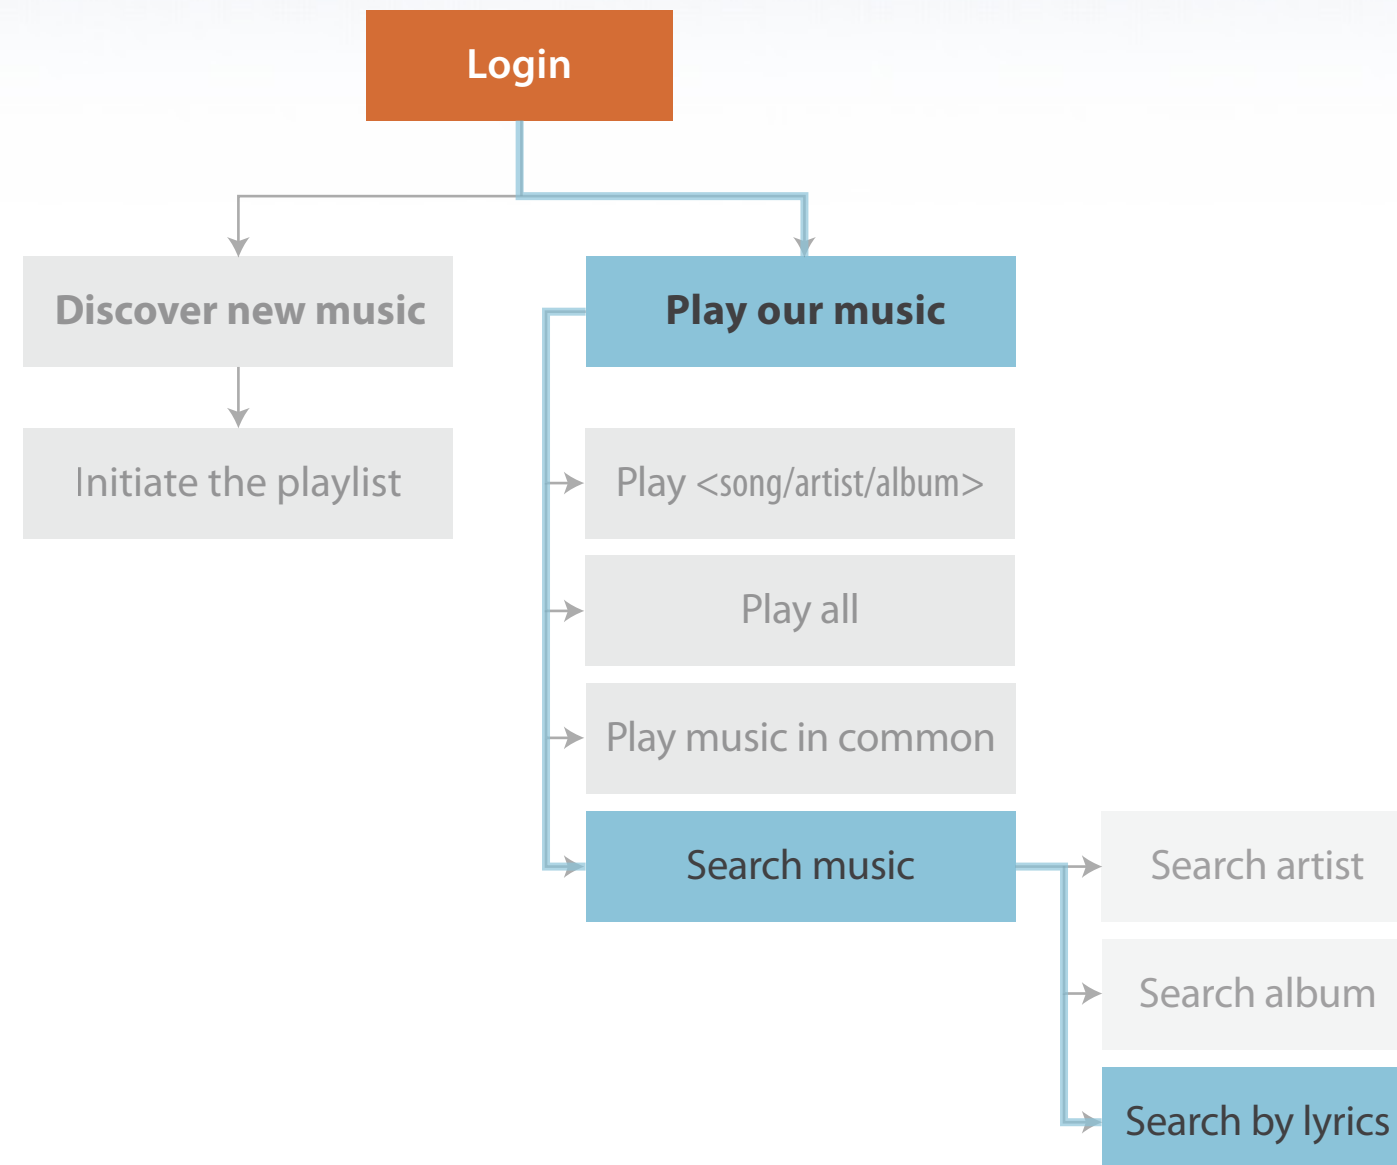 Login
Discover new music
Play our music
Initiate the playlist
Play <song/artist/album>
Play all
Play music in common
Search music
Search artist
Search album
Search by lyrics